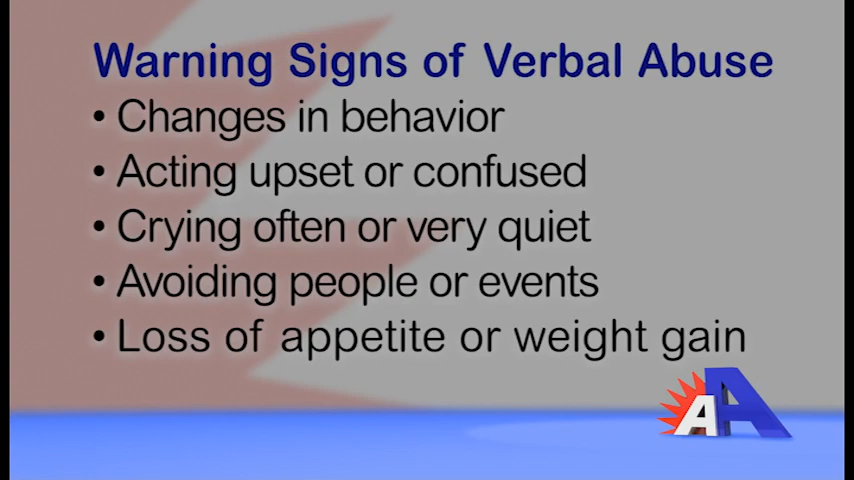 Warning Signs of Verbal Abuse
• Changes in behavior
• Acting upset or confused
• Crying often or very quiet
• Avoiding people or events
• Loss of appetite or weight gain
AA